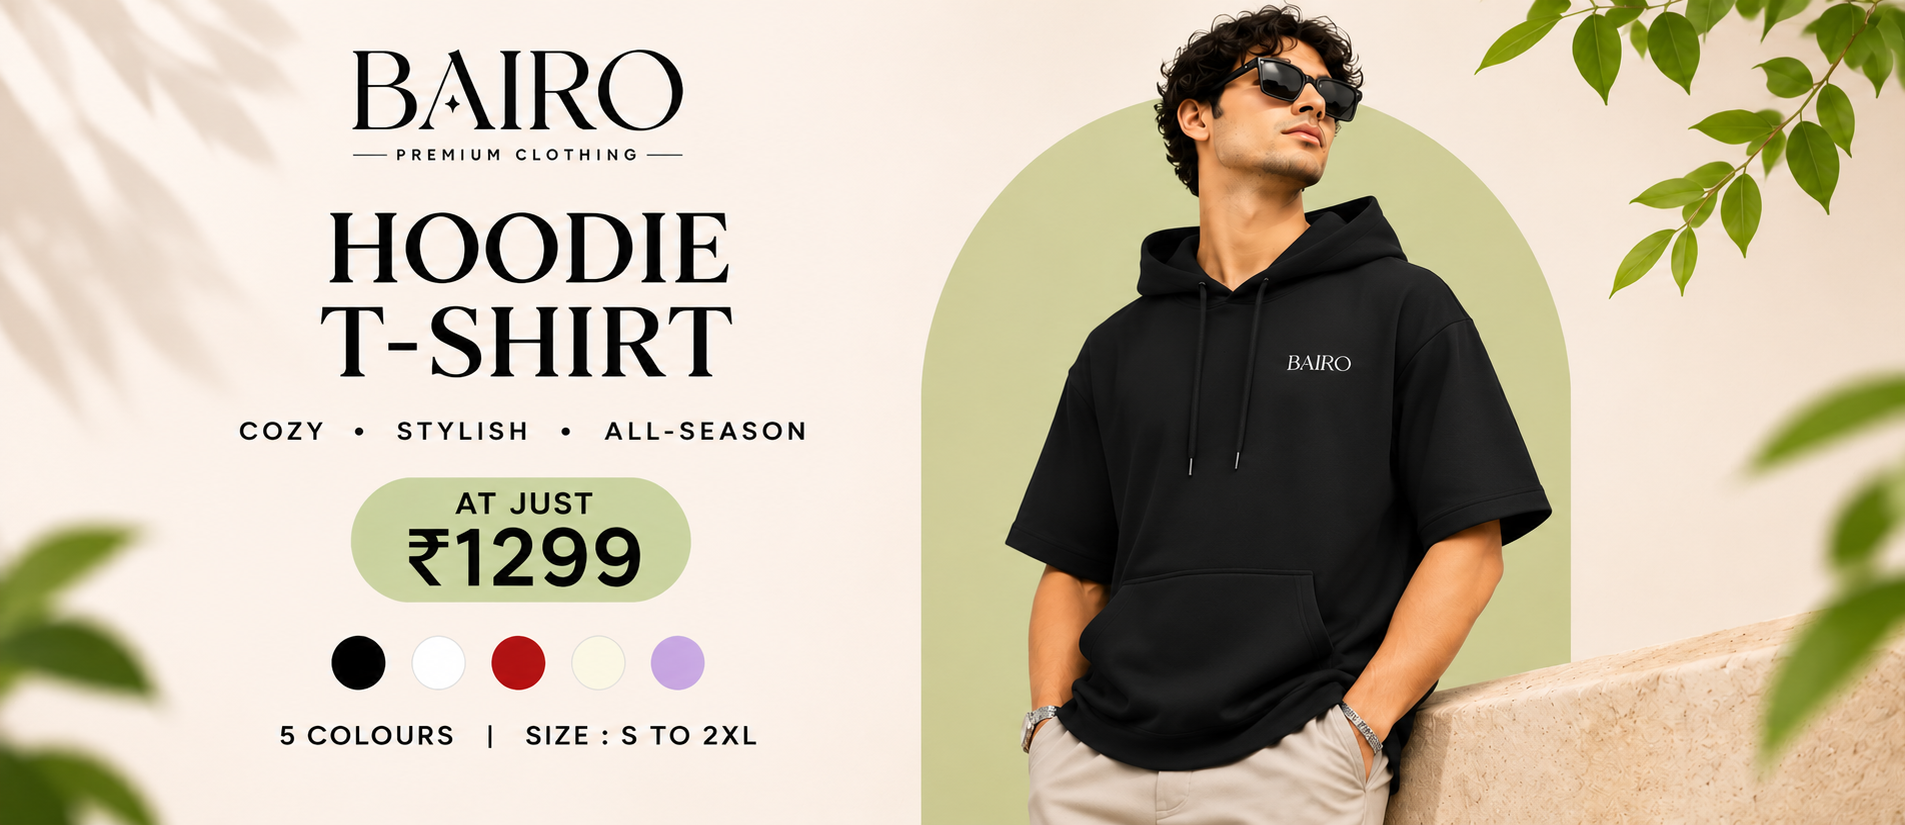 BAIRO
PREMIUM CLOTHING
HOODIE
T-SHIRT
COZY • STYLISH • ALL-SEASON
AT JUST
₹1299
5 COLOURS | SIZE : S TO 2XL
BAIRO